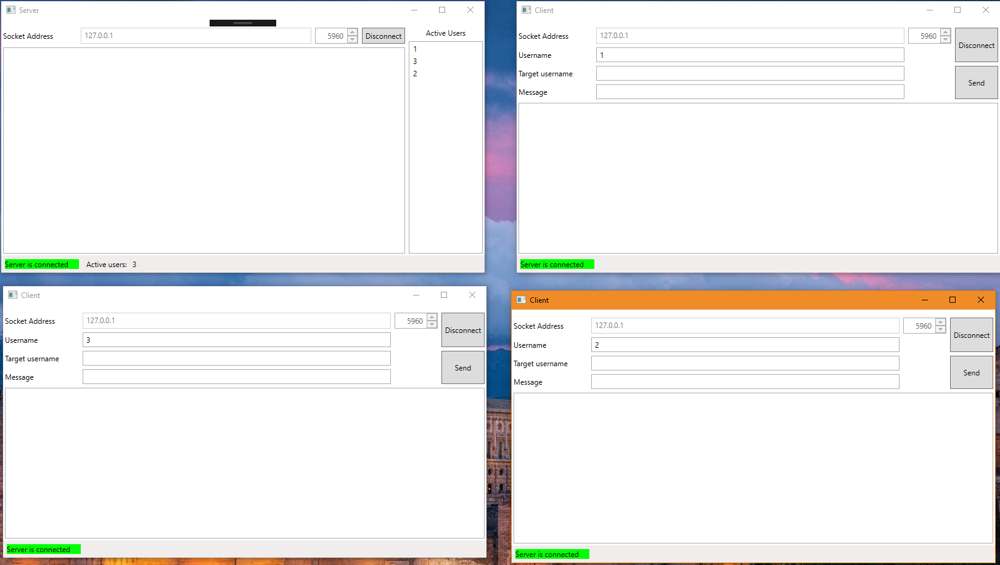 Server
Socket Address 127.0.0.1 5960 Disconnect Active Users
1
3
2
Server is connected Active users: 3
Client
Socket Address 127.0.0.1 5960 Disconnect
Username 1
Target username
Message Send
Server is connected
Client
Socket Address 127.0.0.1 5960 Disconnect
Username 3
Target username
Message Send
Server is connected
Client
Socket Address 127.0.0.1 5960 Disconnect
Username 2
Target username
Message Send
Server is connected